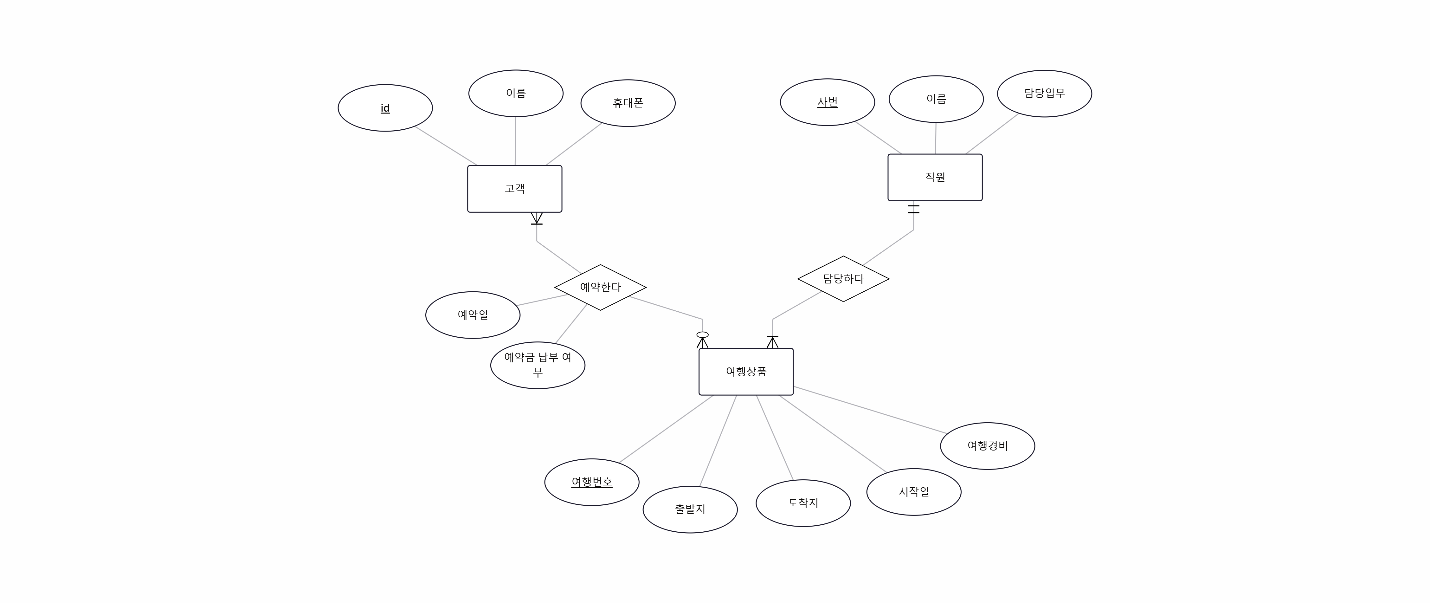 id
이름
휴대폰
사번
이름
담당업무
고객
직원
예약한다
담당하다
예약일
예약금 납부 여
부
여행상품
여행번호
출발지
도착지
시작일
여행경비